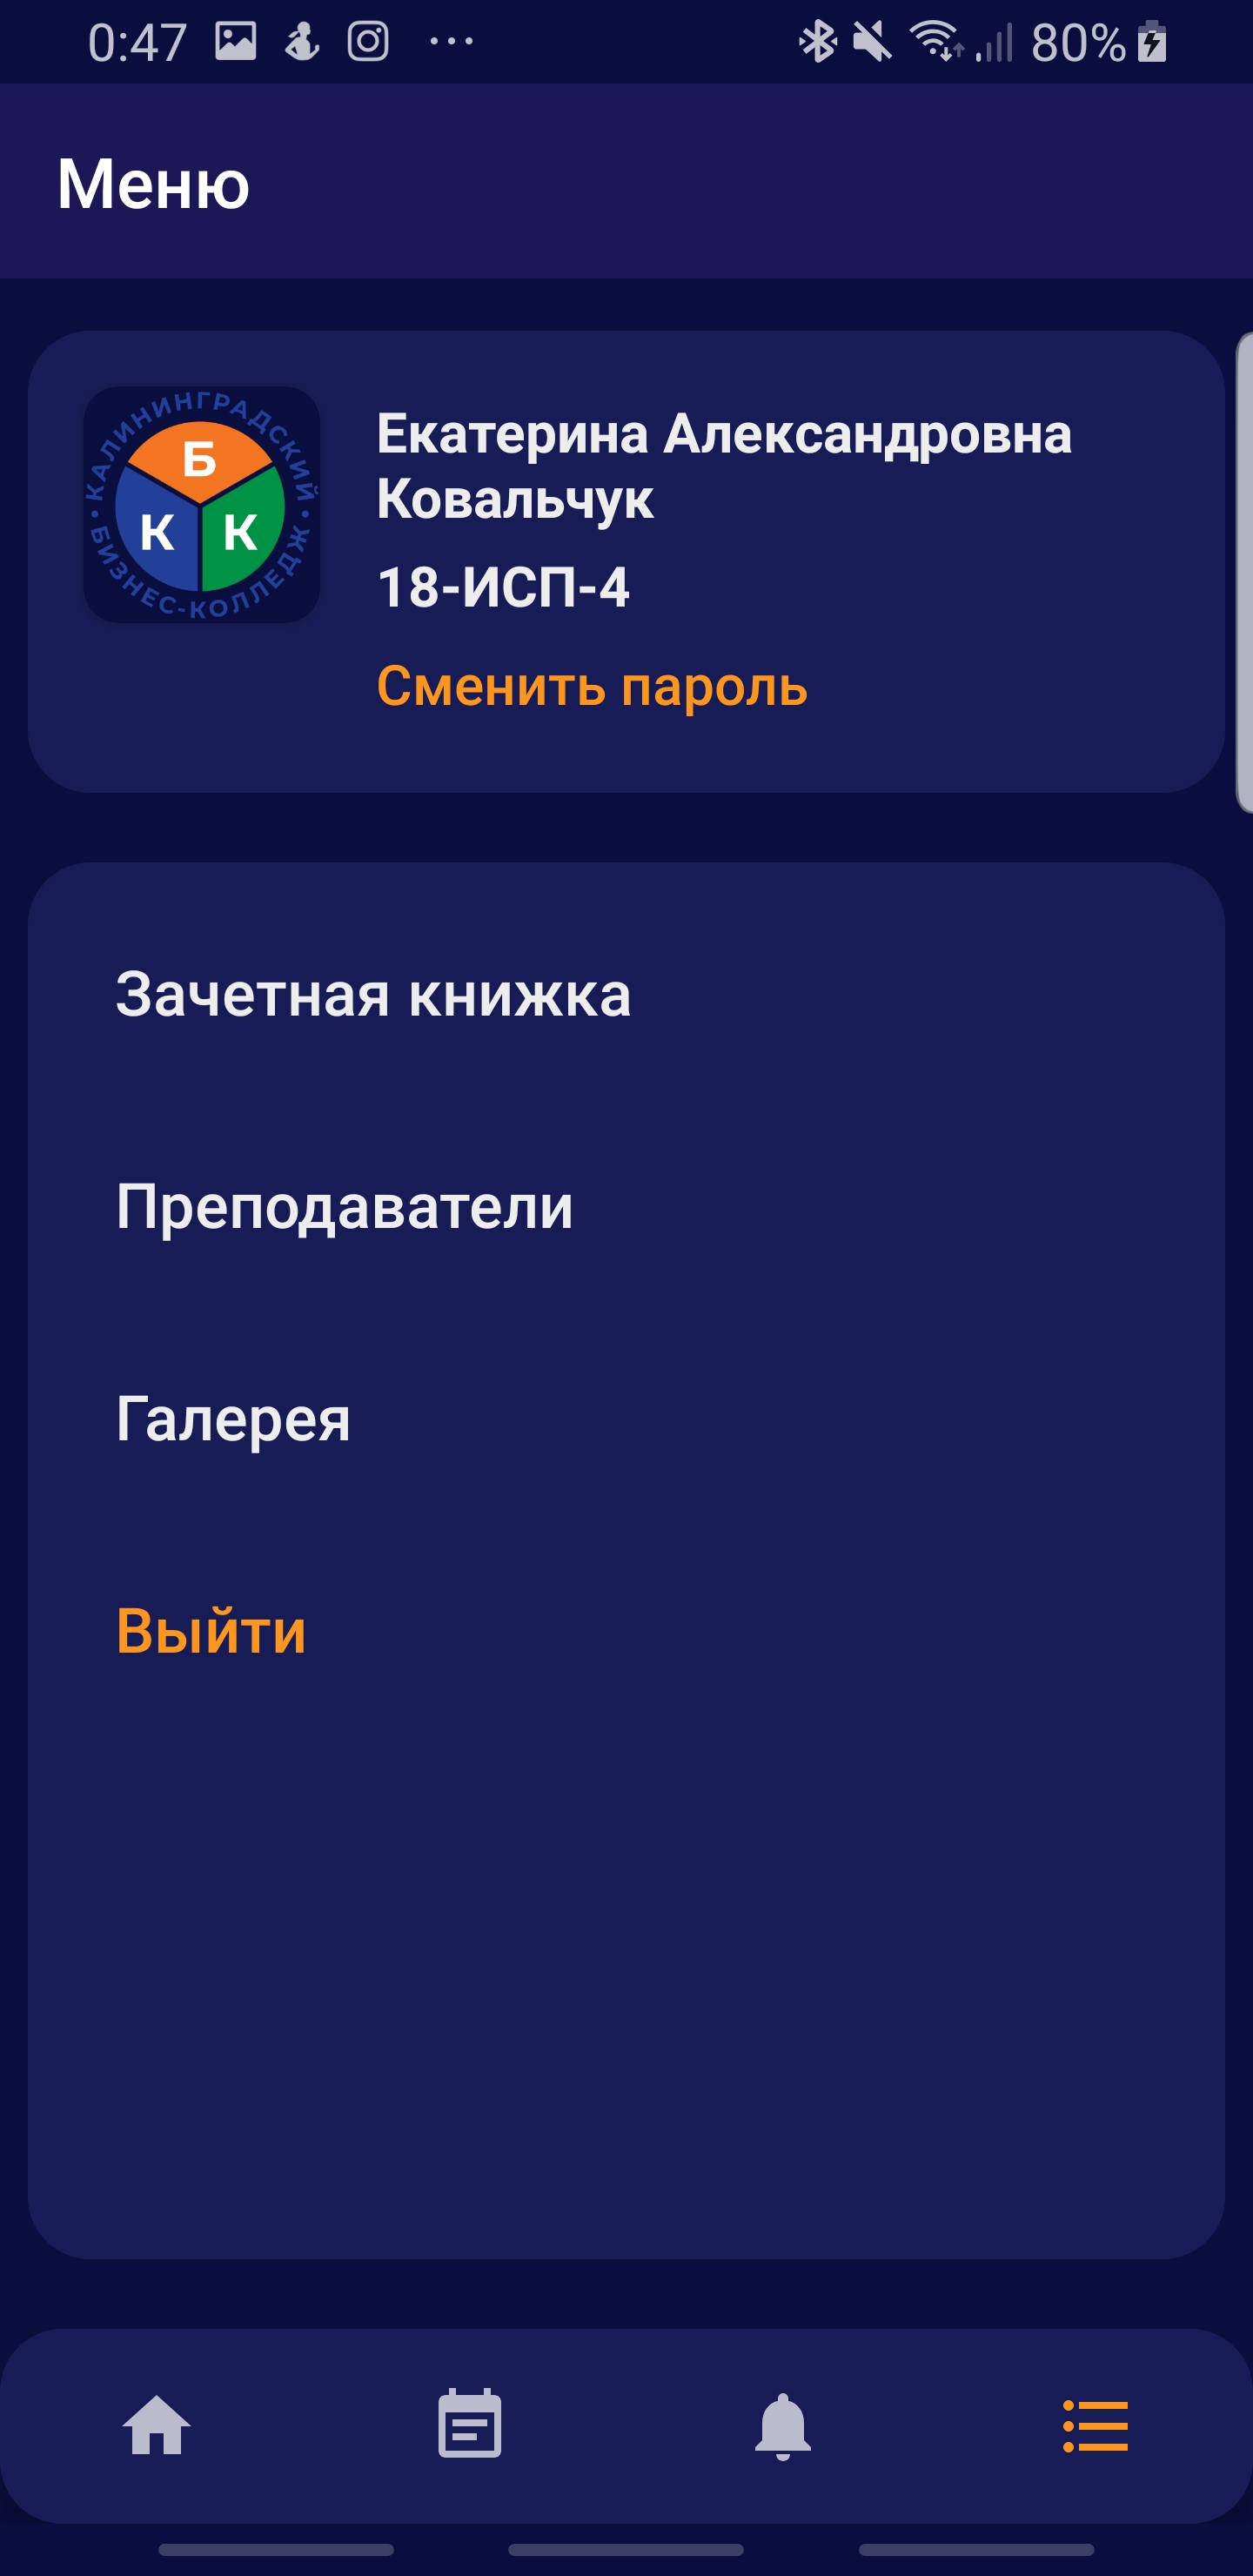 0:47
80%
Меню
КАЛИНИНГРАДСКИЙ
Б
К К
БИЗНЕС-КОЛЛЕДЖ
Екатерина Александровна
Ковальчук
18-ИСП-4
Сменить пароль
Зачетная книжка
Преподаватели
Галерея
Выйти